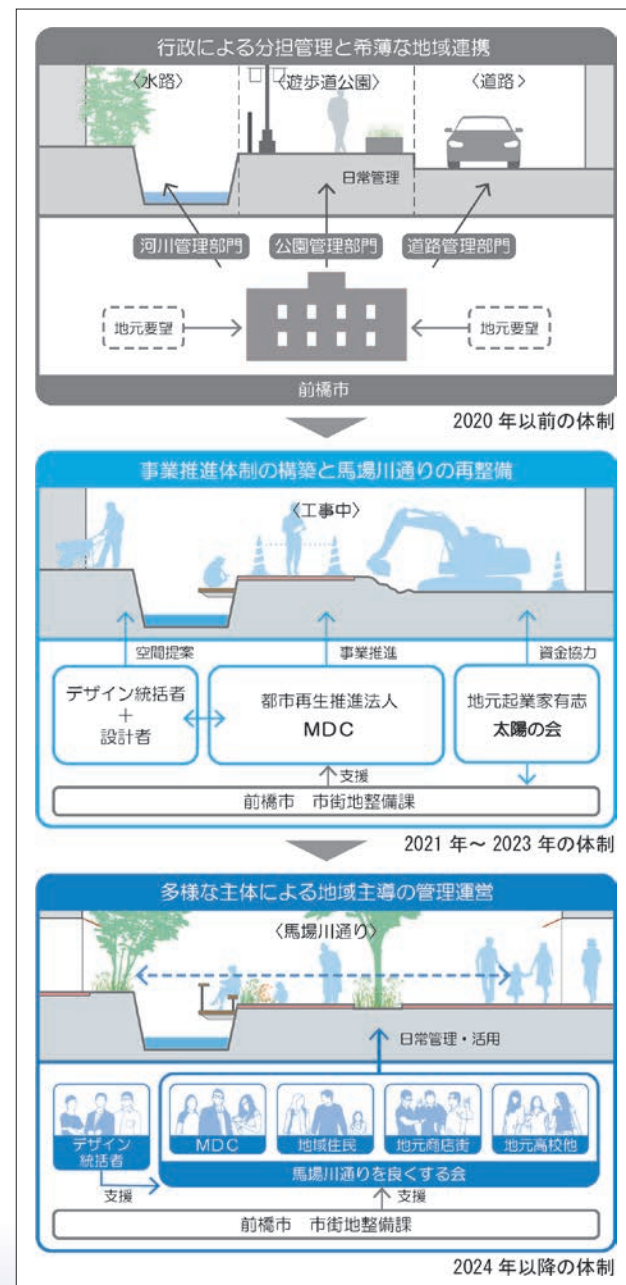 行政による分担管理と希薄な地域連携
〈水路〉 〈遊歩道公園〉 〈道路〉
日常管理
河川管理部門 公園管理部門 道路管理部門
地元要望 地元要望
前橋市
2020 年以前の体制
事業推進体制の構築と馬場川通りの再整備
〈工事中〉
空間提案 事業推進 資金協力
デザイン統括者
+
設計者
都市再生推進法人
MDC
地元起業家有志
太陽の会
支援
前橋市 市街地整備課
2021 年~ 2023 年の体制
多様な主体による地域主導の管理運営
〈馬場川通り〉
日常管理・活用
デザイン
統括者
MDC 地域住民 地元商店街 地元高校他
馬場川通りを良くする会
支援 支援
前橋市 市街地整備課
2024 年以降の体制